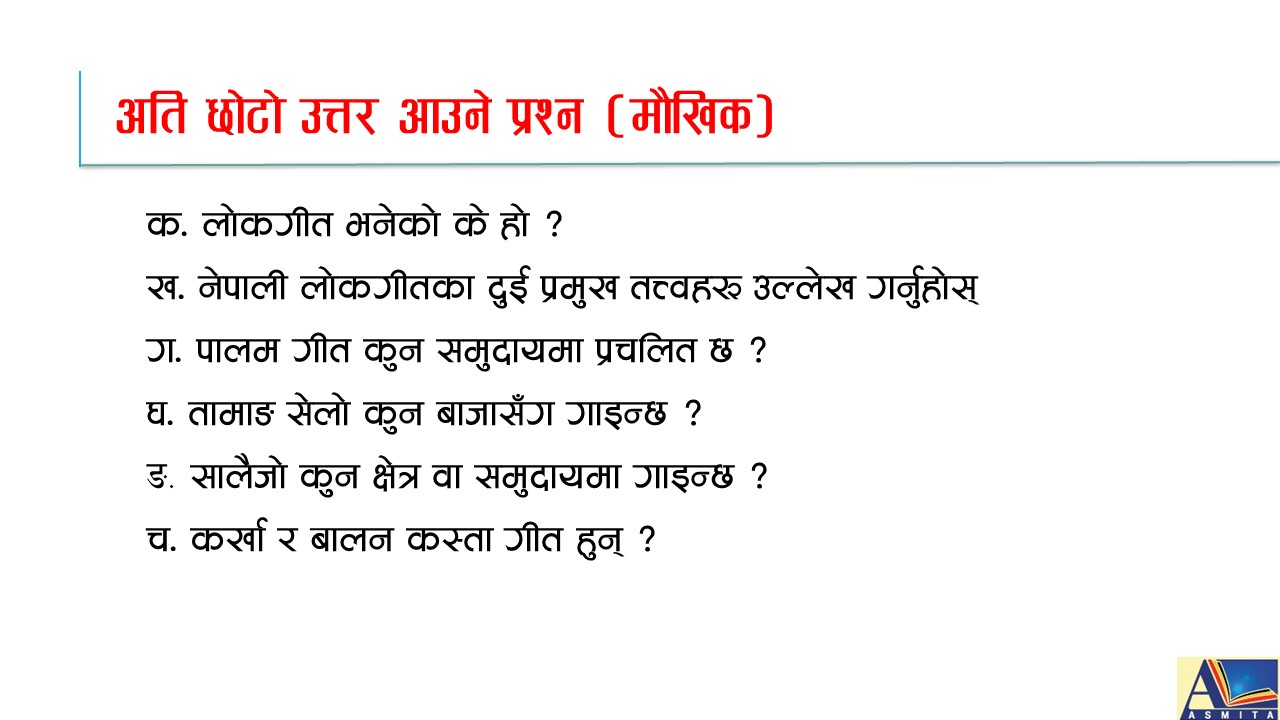 अति छोटो उत्तर आउने प्रश्न (मौखिक)
क. लोकगीत भनेको के हो ?
ख. नेपाली लोकगीतका दुई प्रमुख तत्त्वहरु उल्लेख गर्नुहोस्
ग. पालम गीत कुन समुदायमा प्रचलित छ ?
घ. तामाङ सेलो कुन बाजासँग गाइन्छ ?
ङ. सालैजो कुन क्षेत्र वा समुदायमा गाइन्छ ?
च. कर्खा र बालन कस्ता गीत हुन् ?
ASMITA